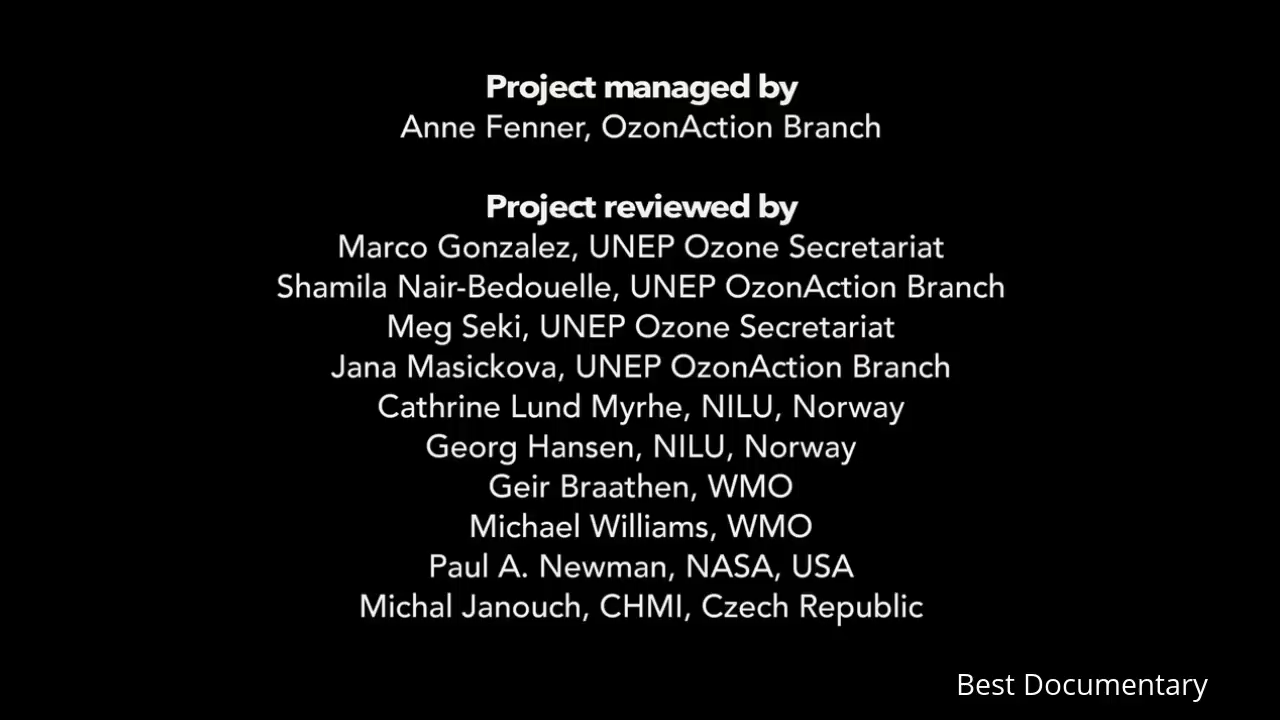 Project managed by
Anne Fenner, OzonAction Branch
Project reviewed by
Marco Gonzalez, UNEP Ozone Secretariat
Shamila Nair-Bedouelle, UNEP OzonAction Branch
Meg Seki, UNEP Ozone Secretariat
Jana Masickova, UNEP OzonAction Branch
Cathrine Lund Myrhe, NILU, Norway
Georg Hansen, NILU, Norway
Geir Braathen, WMO
Michael Williams, WMO
Paul A. Newman, NASA, USA
Michal Janouch, CHMI, Czech Republic
Best Documentary